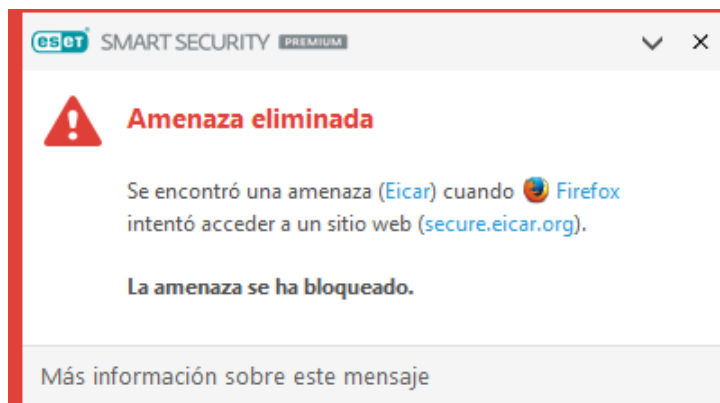 eset SMART SECURITY PREMIUM
Amenaza eliminada
Se encontró una amenaza (Eicar) cuando Firefox
intentó acceder a un sitio web (secure.eicar.org).
La amenaza se ha bloqueado.
Más información sobre este mensaje